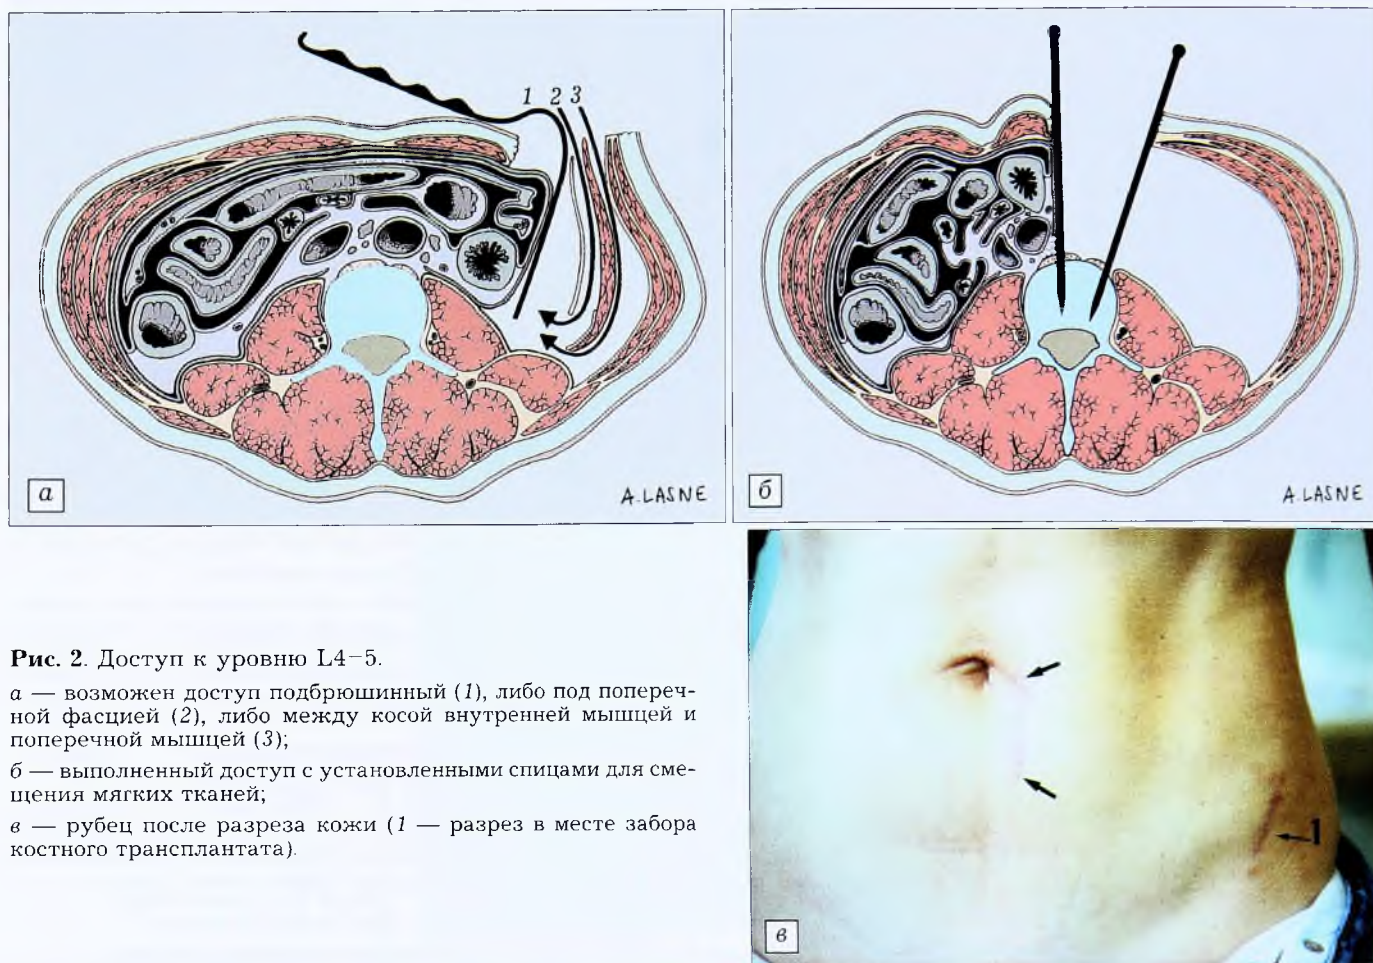 1 2 3
а
A.LASNE
б
A.LASNE
Рис. 2. Доступ к уровню L4−5.
а — возможен доступ подбрюшинный (1), либо под попереч-
ной фасцией (2), либо между косой внутренней мышцей и
поперечной мышцей (3);
б — выполненный доступ с установленными спицами для сме-
щения мягких тканей;
в — рубец после разреза кожи (1 — разрез в месте забора
костного трансплантата).
1
в